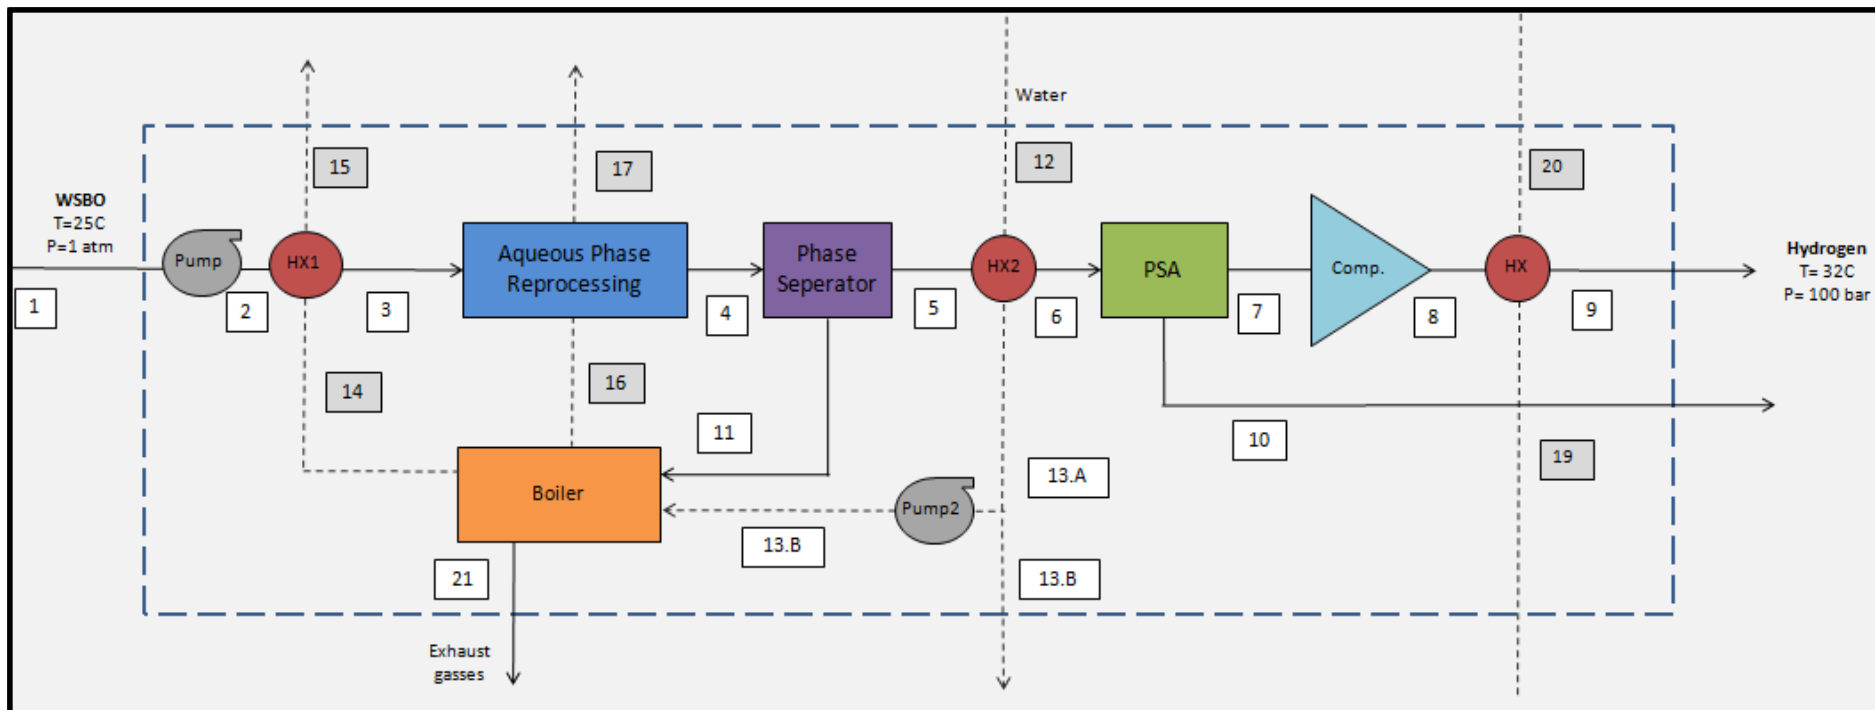 Water
15
17
12
20
WSBO
T=25C
P=1 atm
Pump
HX1
Aqueous Phase
Reprocessing
Phase
Seperator
HX2
PSA
Comp.
HX
Hydrogen
T= 32C
P= 100 bar
1
2
3
4
5
6
7
8
9
14
16
11
10
19
13.A
Boiler
Pump2
13.B
13.B
21
Exhaust
gasses